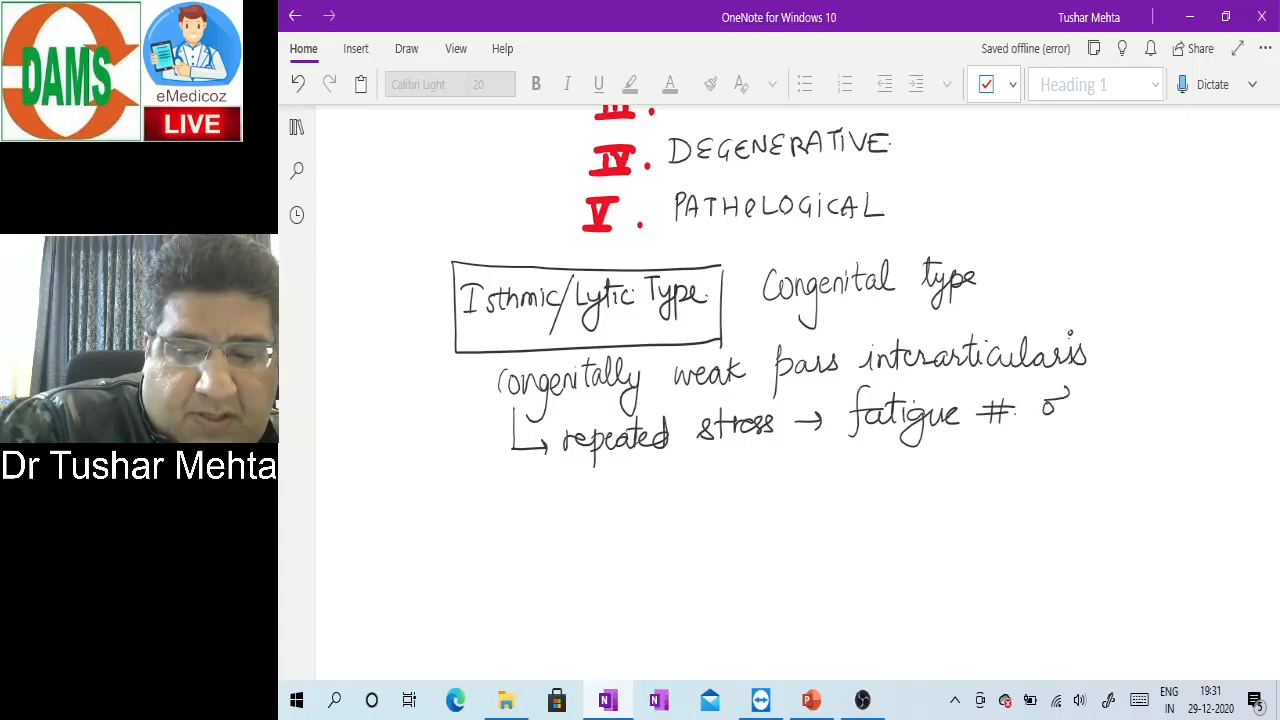 OneNote for Windows 10
Tushar Mehta
DAMS
eMedicoz
LIVE
Home Insert Draw View Help
Saved offline (error)
Share
Calibri Light 20
B I U A
Heading 1
Dictate
III.
IV. DEGENERATIVE
V. PATHOLOGICAL
Isthmic/Lytic Type Congenital type
congenitally weak pars interarticularis
↳ repeated stress → fatigue #.
Dr Tushar Mehta
ENG 19:31
IN 29-12-2020